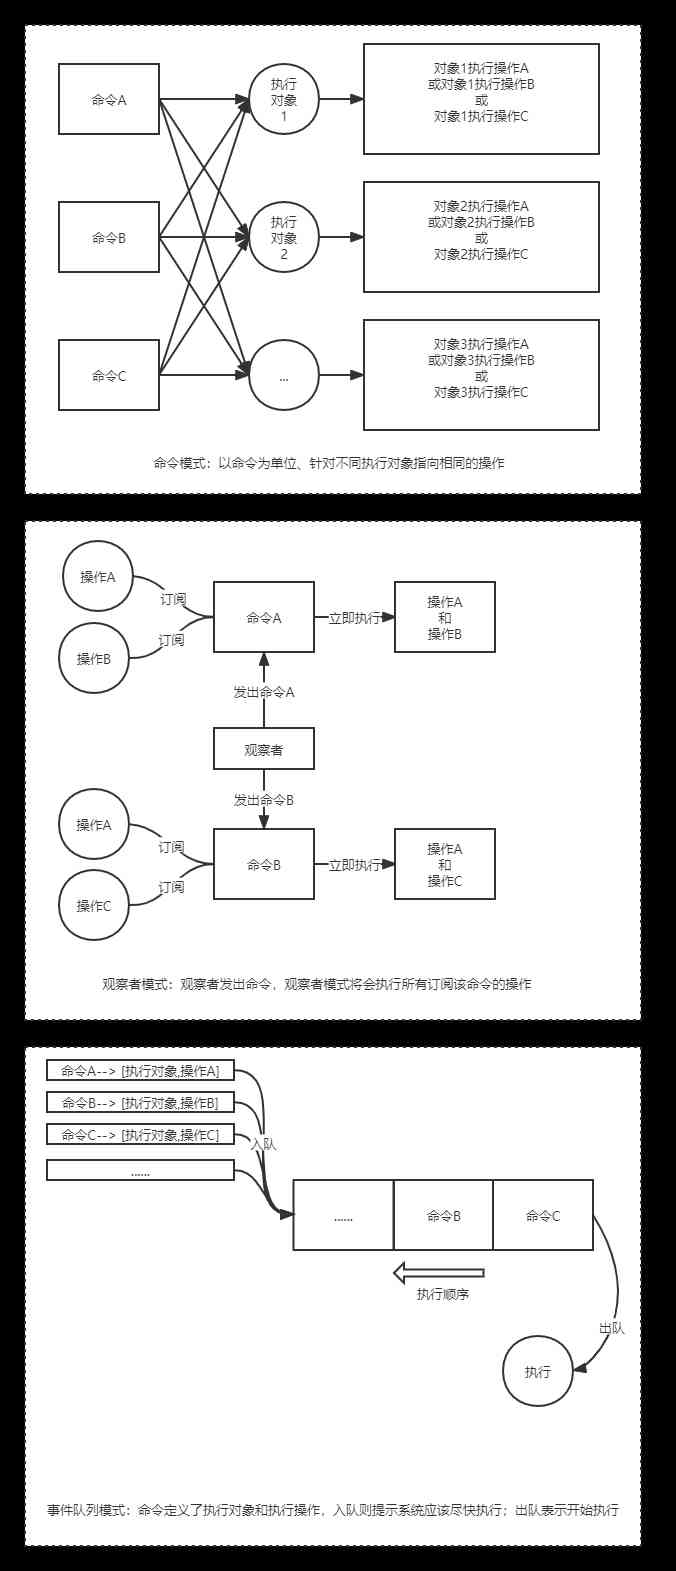 命令A
执行
对象
1
对象1执行操作A
或对象1执行操作B
或
对象1执行操作C
命令B
执行
对象
2
对象2执行操作A
或对象2执行操作B
或
对象2执行操作C
命令C
...
对象3执行操作A
或对象3执行操作B
或
对象3执行操作C
命令模式：以命令为单位、针对不同执行对象指向相同的操作
操作A
订阅
操作B
订阅
命令A
立即执行
操作A
和
操作B
发出命令A
观察者
发出命令B
操作A
订阅
操作C
订阅
命令B
立即执行
操作A
和
操作C
观察者模式：观察者发出命令，观察者模式将会执行所有订阅该命令的操作
命令A--> [执行对象,操作A]
命令B--> [执行对象,操作B]
命令C--> [执行对象,操作C]
......
入队
......
命令B
命令C
执行顺序
出队
执行
事件队列模式：命令定义了执行对象和执行操作，入队则提示系统应该尽快执行；出队表示开始执行